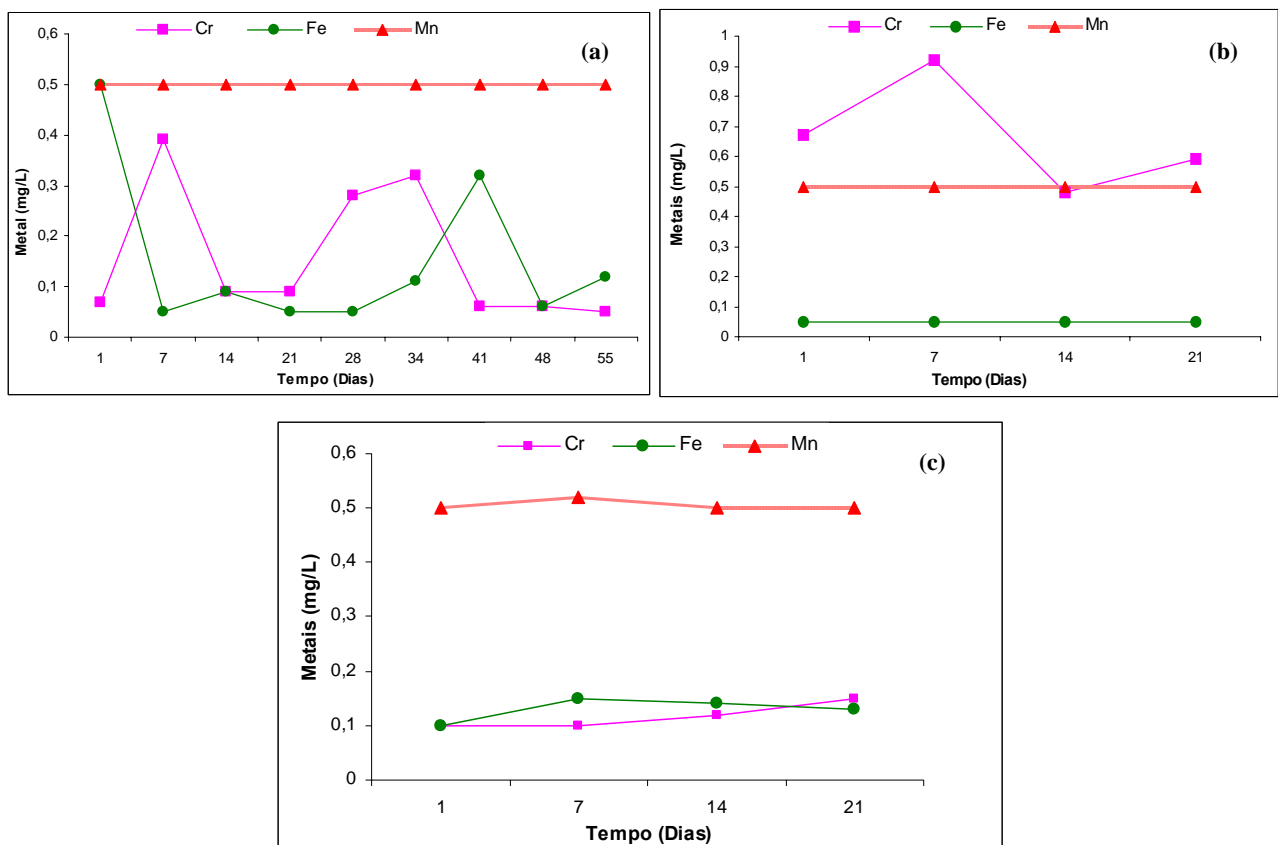 Cr Fe Mn
(a)
Metal (mg/L)
0,6
0,5
0,4
0,3
0,2
0,1
0
1 7 14 21 28 34 41 48 55
Tempo (Dias)
Cr Fe Mn
(b)
Metais (mg/L)
1
0,9
0,8
0,7
0,6
0,5
0,4
0,3
0,2
0,1
0
1 7 14 21
Tempo (Dias)
Cr Fe Mn
(c)
Metais (mg/L)
0,6
0,5
0,4
0,3
0,2
0,1
0
1 7 14 21
Tempo (Dias)